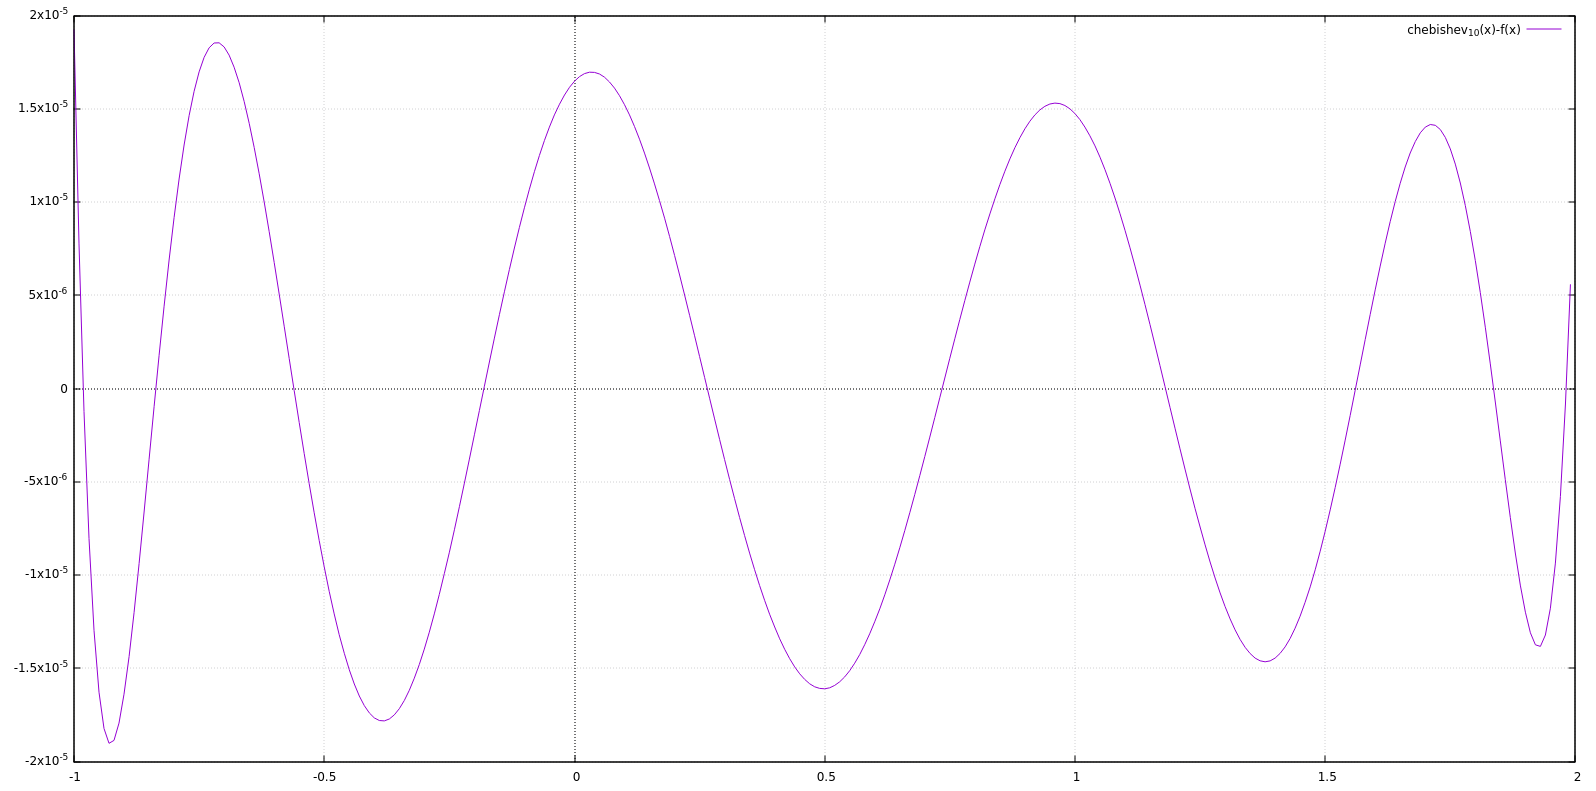 2x10⁻⁵
chebishev₁₀(x)-f(x)
1.5x10⁻⁵
1x10⁻⁵
5x10⁻⁶
0
-5x10⁻⁶
-1x10⁻⁵
-1.5x10⁻⁵
-2x10⁻⁵
-1 -0.5 0 0.5 1 1.5 2